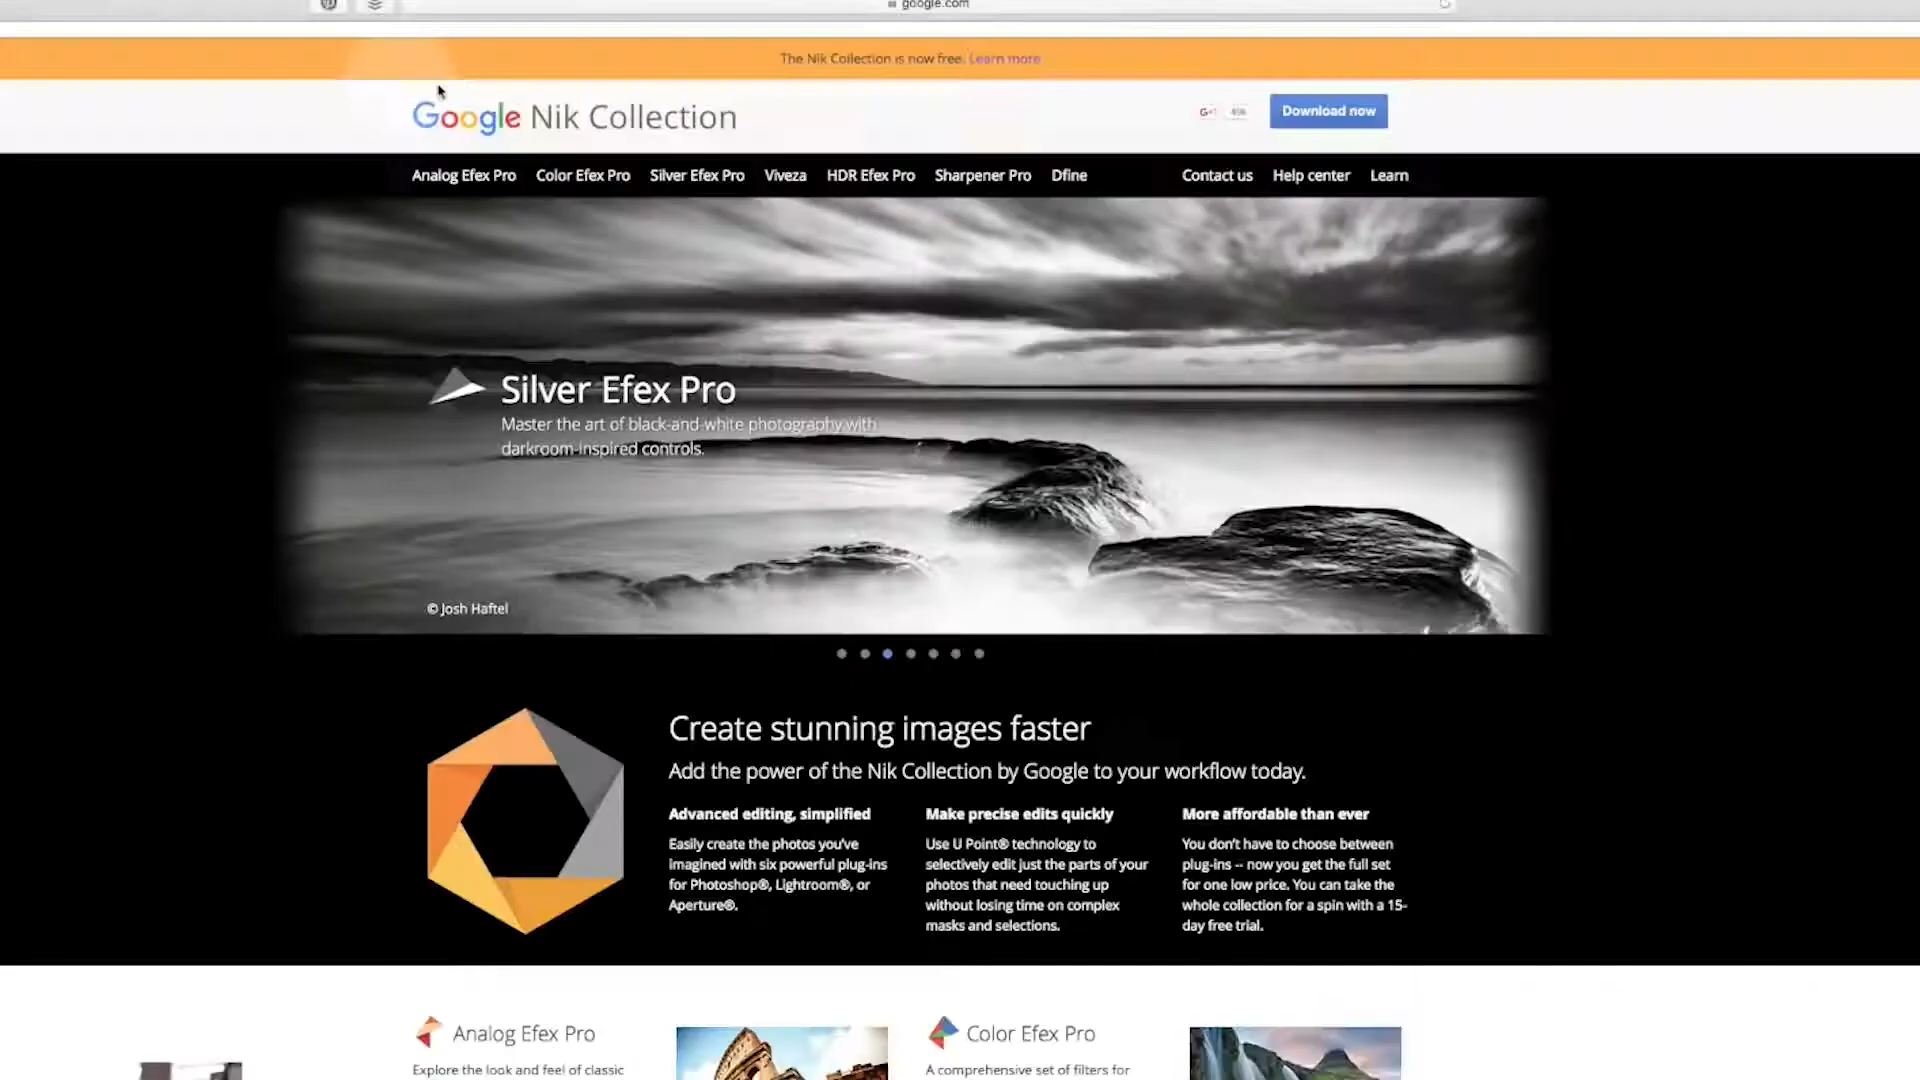 google.com
The Nik Collection is now free. Learn more
Google Nik Collection
G+1
Download now
Analog Efex Pro Color Efex Pro Silver Efex Pro Viveza HDR Efex Pro Sharpener Pro Dfine Contact us Help center Learn
Silver Efex Pro
Master the art of black-and-white photography with
darkroom-inspired controls.
© Josh Haftel
Create stunning images faster
Add the power of the Nik Collection by Google to your workflow today.
Advanced editing, simplified
Easily create the photos you've
imagined with six powerful plug-ins
for Photoshop®, Lightroom®, or
Aperture®.
Make precise edits quickly
Use U Point® technology to
selectively edit just the parts of your
photos that need touching up
without losing time on complex
masks and selections.
More affordable than ever
You don't have to choose between
plug-ins -- now you get the full set
for one low price. You can take the
whole collection for a spin with a 15-
day free trial.
Analog Efex Pro
Explore the look and feel of classic
Color Efex Pro
A comprehensive set of filters for